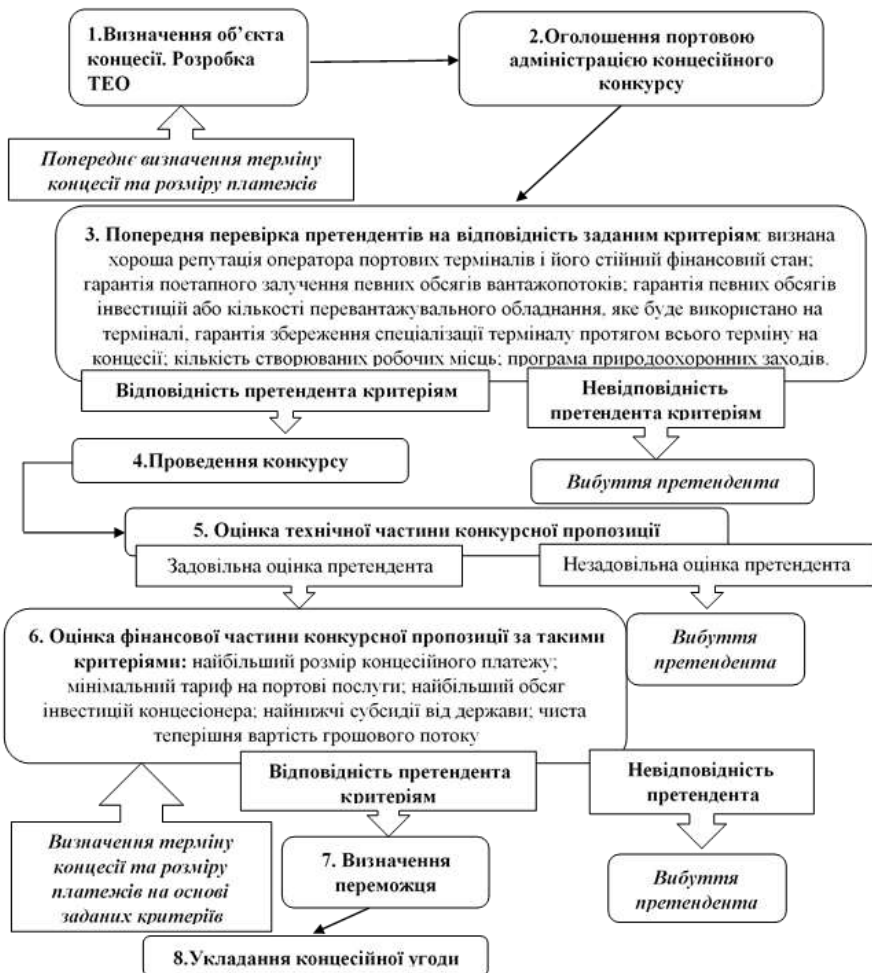 1.Визначення об’єкта
концесії. Розробка
ТЕО
2.Оголошення портовою
адміністрацією концесійного
конкурсу
Попереднє визначення терміну
концесії та розміру платежів
3. Попередня перевірка претендентів на відповідність заданим критеріям: визнана
хороша репутація оператора портових терміналів і його стійний фінансовий стан;
гарантія поетапного залучення певних обсягів вантажопотоків; гарантія певних обсягів
інвестицій або кількості перевантажувального обладнання, яке буде використано на
терміналі, гарантія збереження спеціалізації терміналу протягом всього терміну на
концесії; кількість створюваних робочих місць; програма природоохоронних заходів.
Відповідність претендента критеріям
Невідповідність
претендента критеріям
4.Проведення конкурсу
Вибуття претендента
5. Оцінка технічної частини конкурсної пропозиції
Задовільна оцінка претендента
Незадовільна оцінка претендента
6. Оцінка фінансової частини конкурсної пропозиції за такими
критеріями: найбільший розмір концесійного платежу;
мінімальний тариф на портові послуги; найбільший обсяг
інвестицій концесіонера; найнижчі субсидії від держави; чиста
теперішня вартість грошового потоку
Вибуття
претендента
Відповідність претендента
критеріям
Невідповідність
претендента
Визначення терміну
концесії та розміру
платежів на основі
заданих критеріїв
7. Визначення
переможця
Вибуття
претендента
8.Укладання концесійної угоди